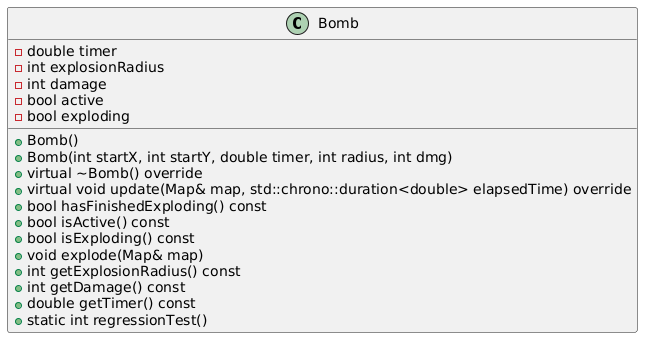 C Bomb
double timer
int explosionRadius
int damage
bool active
bool exploding
Bomb()
Bomb(int startX, int startY, double timer, int radius, int dmg)
virtual ~Bomb() override
virtual void update(Map& map, std::chrono::duration<double> elapsedTime) override
bool hasFinishedExploding() const
bool isActive() const
bool isExploding() const
void explode(Map& map)
int getExplosionRadius() const
int getDamage() const
double getTimer() const
static int regressionTest()